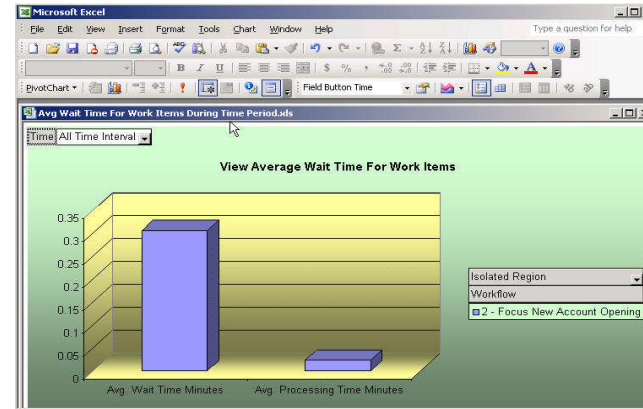 Microsoft Excel
File Edit View Insert Format Tools Chart Window Help
Type a question for help
B I U $ %
PivotChart Field Button Time
Avg Wait Time For Work Items During Time Period.xls
Time All Time Interval
View Average Wait Time For Work Items
0.35
0.3
0.25
0.2
0.15
0.1
0.05
0
Avg. Wait Time Minutes Avg. Processing Time Minutes
Isolated Region
Workflow
2 - Focus New Account Opening